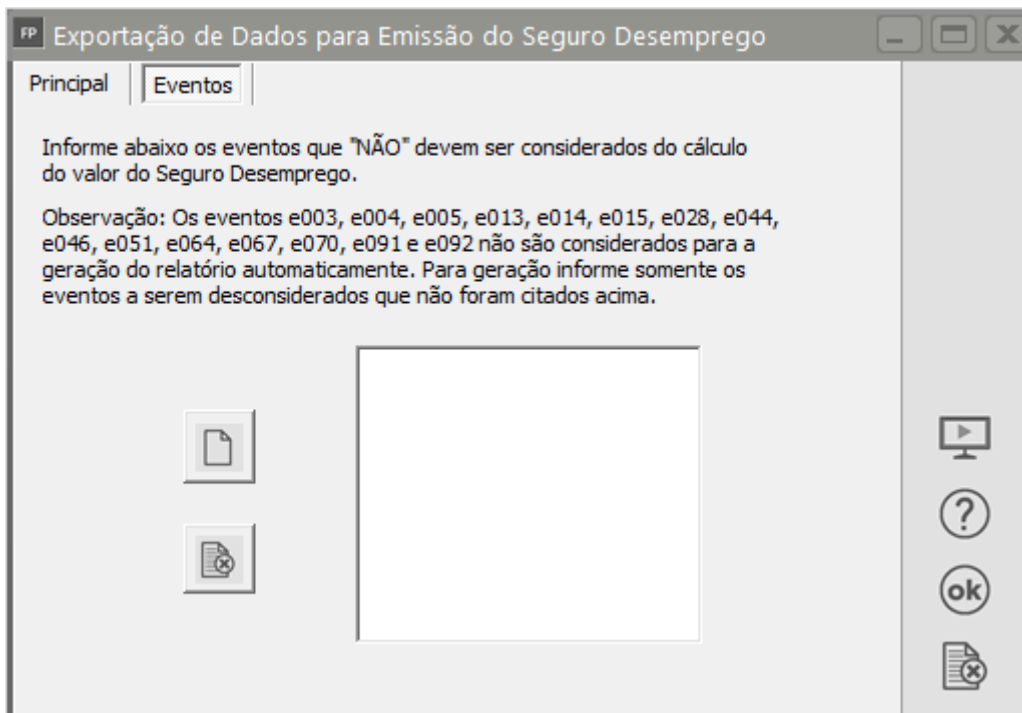 FP Exportação de Dados para Emissão do Seguro Desemprego
Principal Eventos
Informe abaixo os eventos que "NÃO" devem ser considerados do cálculo
do valor do Seguro Desemprego.
Observação: Os eventos e003, e004, e005, e013, e014, e015, e028, e044,
e046, e051, e064, e067, e070, e091 e e092 não são considerados para a
geração do relatório automaticamente. Para geração informe somente os
eventos a serem desconsiderados que não foram citados acima.
?
ok